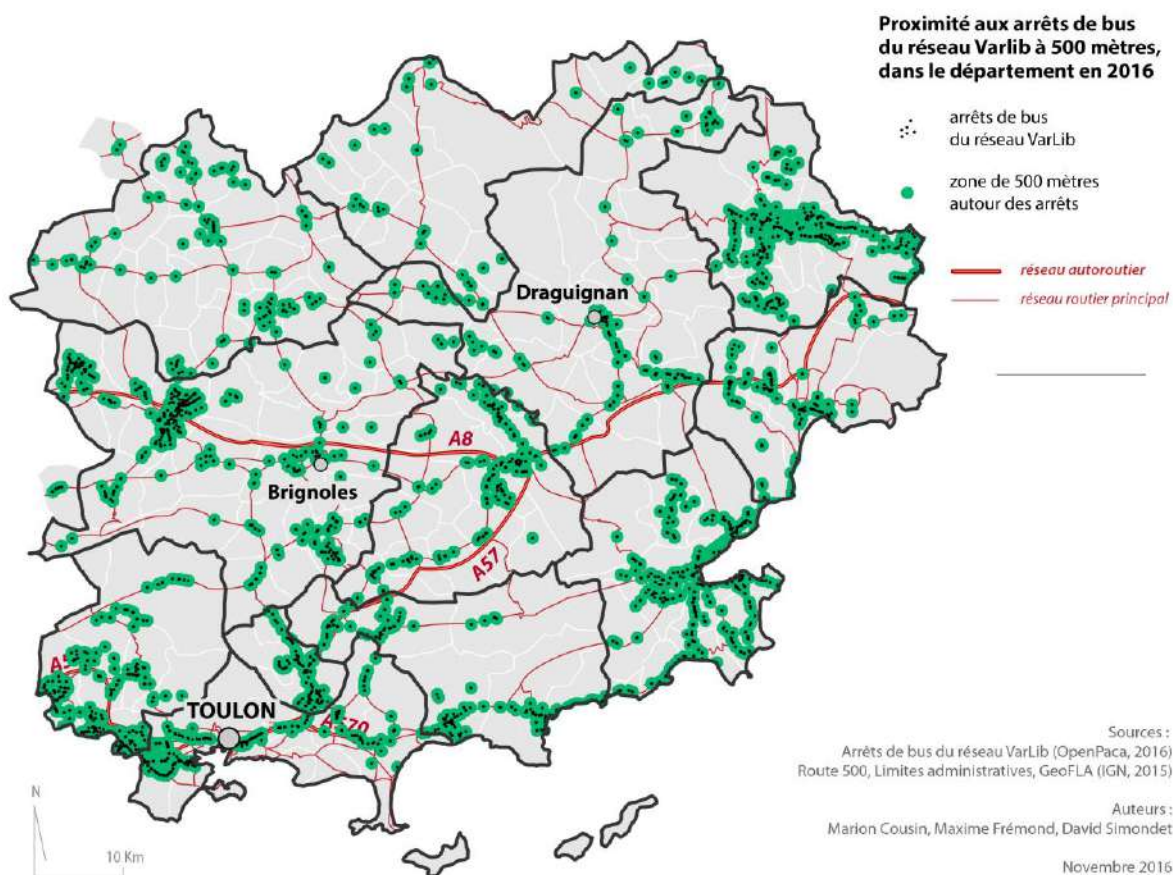 Proximité aux arrêts de bus
du réseau Varlib à 500 mètres,
dans le département en 2016
arrêts de bus
du réseau VarLib
zone de 500 mètres
autour des arrêts
réseau autoroutier
réseau routier principal
Draguignan
A8
Brignoles
A57
TOULON
N
10 Km
Sources :
Arrêts de bus du réseau VarLib (OpenPaca, 2016)
Route 500, Limites administratives, GeoFLA (IGN, 2015)
Auteurs :
Marion Cousin, Maxime Frémond, David Simondet
Novembre 2016